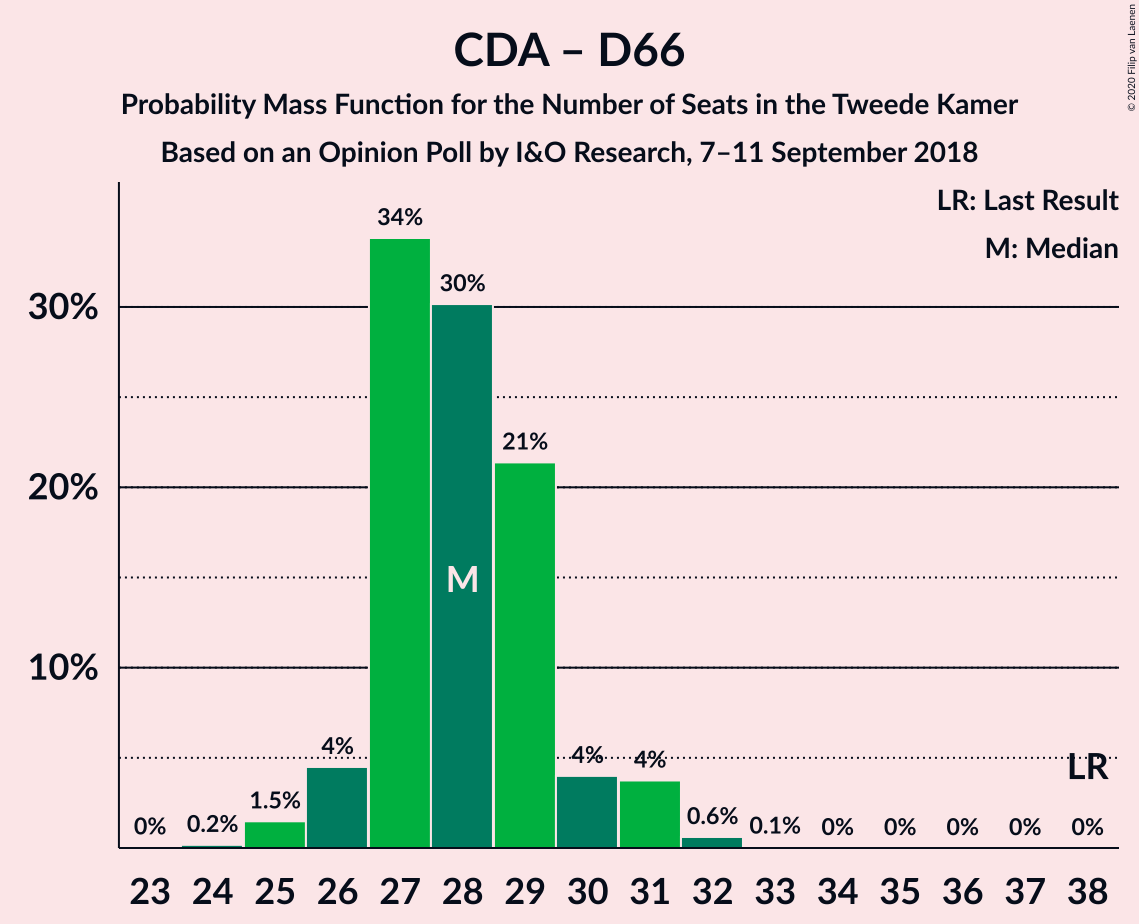 CDA – D66
Probability Mass Function for the Number of Seats in the Tweede Kamer
Based on an Opinion Poll by I&O Research, 7–11 September 2018
© 2020 Filip van Laenen
LR: Last Result
M: Median
34%
30%
30%
21%
20%
M
10%
4%
4%
4%
LR
1.5%
0%
0.2%
0.6%
0.1%
0%
0%
0%
0%
0%
23 24 25 26 27 28 29 30 31 32 33 34 35 36 37 38